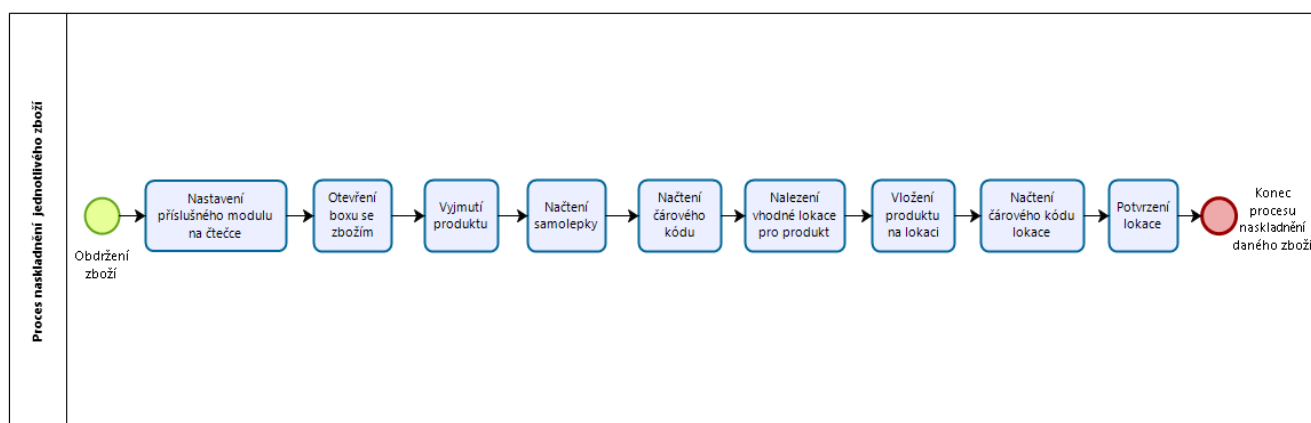 Proces naskladnění jednotlivého zboží
Obdržení
zboží
Nastavení
příslušného modulu
na čtečce
Otevření
boxu se
zbožím
Vyjmutí
produktu
Načtení
samolepky
Načtení
čárového
kódu
Nalezení
vhodné lokace
pro produkt
Vložení
produktu
na lokaci
Načtení
čárového kódu
lokace
Potvrzení
lokace
Konec
procesu
naskladnění
daného zboží